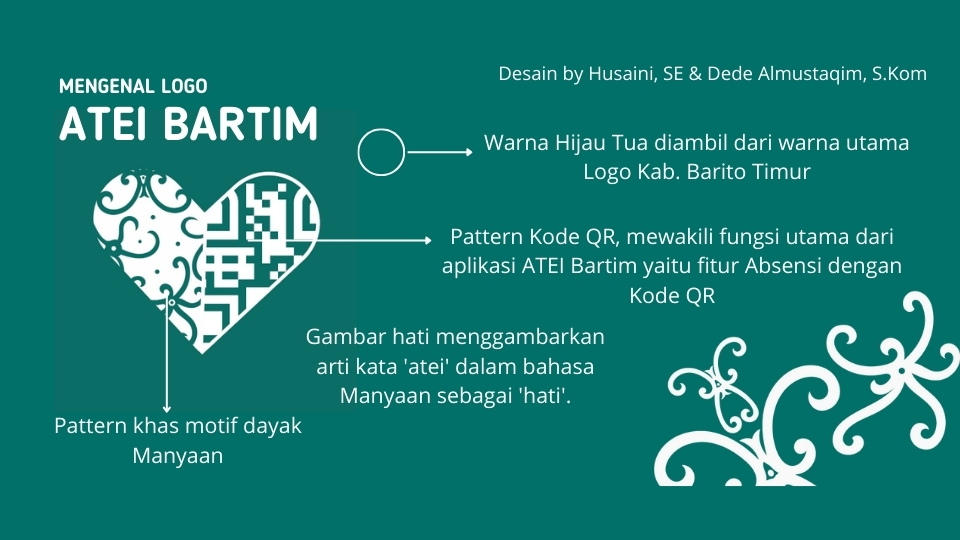 MENGENAL LOGO
ATEI BARTIM
Desain by Husaini, SE & Dede Almustaqim, S.Kom
Warna Hijau Tua diambil dari warna utama
Logo Kab. Barito Timur
Pattern Kode QR, mewakili fungsi utama dari
aplikasi ATEI Bartim yaitu fitur Absensi dengan
Kode QR
Gambar hati menggambarkan
arti kata 'atei' dalam bahasa
Manyaan sebagai 'hati'.
Pattern khas motif dayak
Manyaan